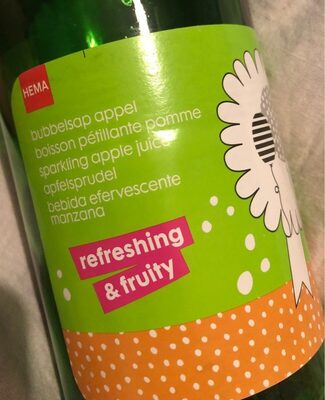 HEMA
bubbelsap appel
boisson pétillante pomme
sparkling apple juice
apfelsprudel
bebida efervescente
manzana
refreshing
& fruity